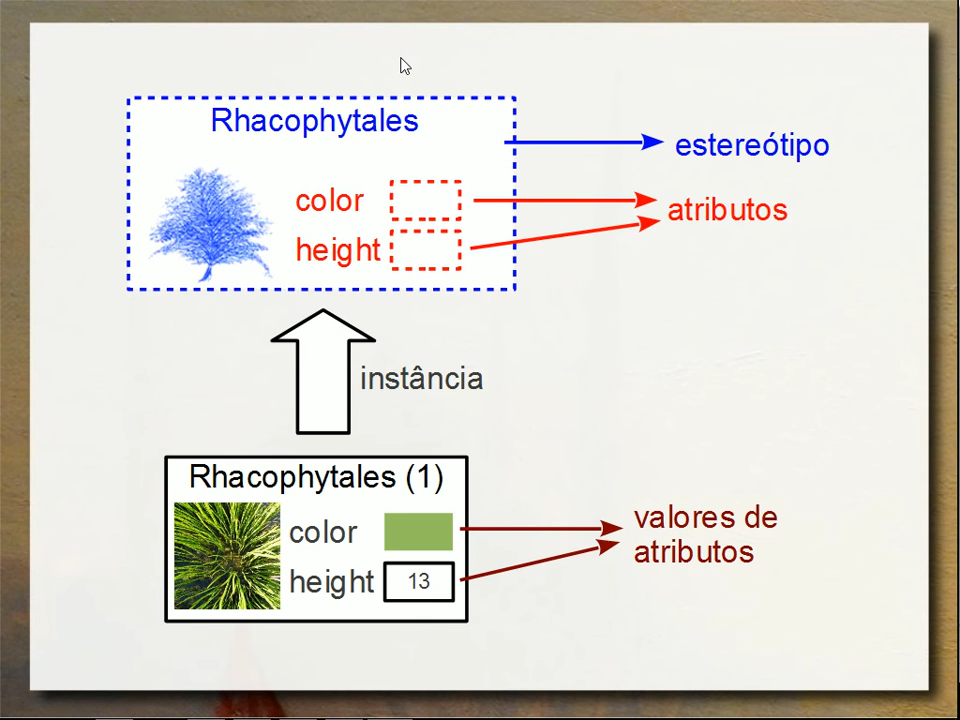 Rhacophytales
estereótipo
color
atributos
height
instância
Rhacophytales (1)
color
valores de
atributos
height
13